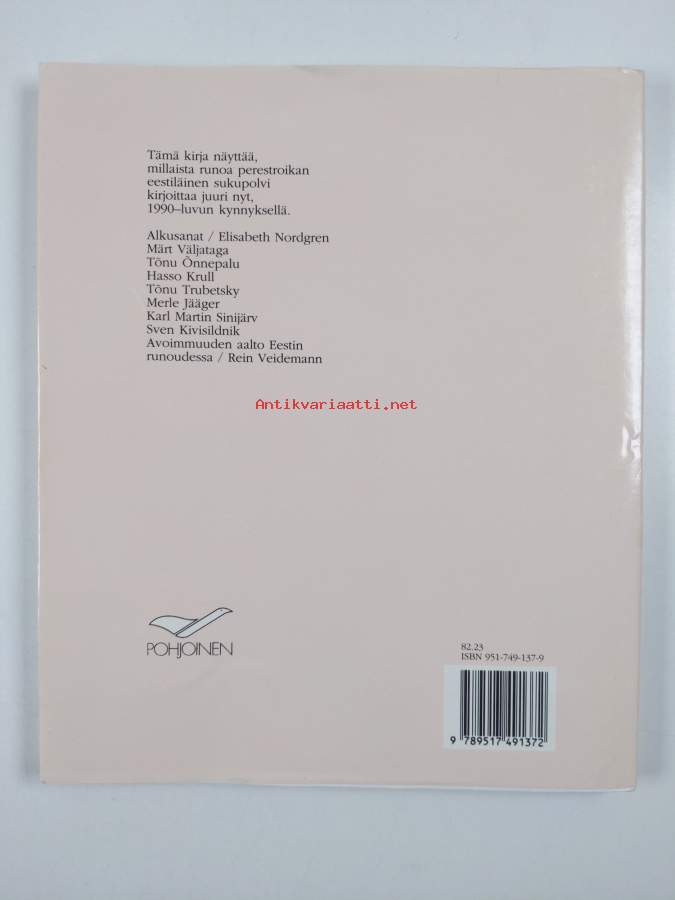 Tämä kirja näyttää,
millaista runoa perestroikan
eestiläinen sukupolvi
kirjoittaa juuri nyt,
1990–luvun kynnyksellä.
Alkusanat / Elisabeth Nordgren
Märt Väljataga
Tõnu Õnnepalu
Hasso Krull
Tõnu Trubetsky
Merle Jääger
Karl Martin Sinijärv
Sven Kivisildnik
Avoimmuuden aalto Eestin
runoudessa / Rein Veidemann
Antikvariaatti.net
POHJOINEN
82.23
ISBN 951-749-137-9
9 789517 491372